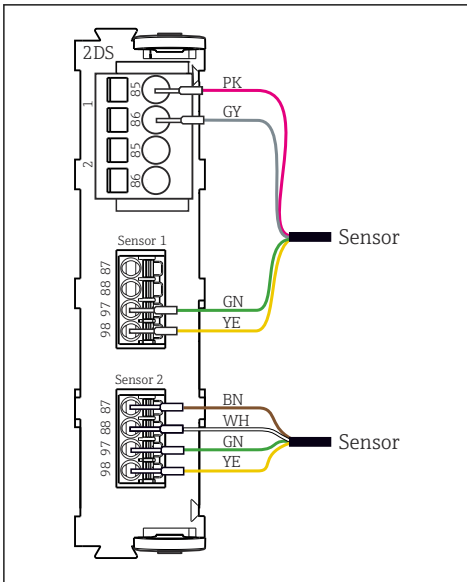 2DS
1
85
PK
86
GY
2
85
86
Sensor
Sensor 1
87
88
97
GN
98
YE
Sensor 2
87
BN
88
WH
97
GN
Sensor
98
YE